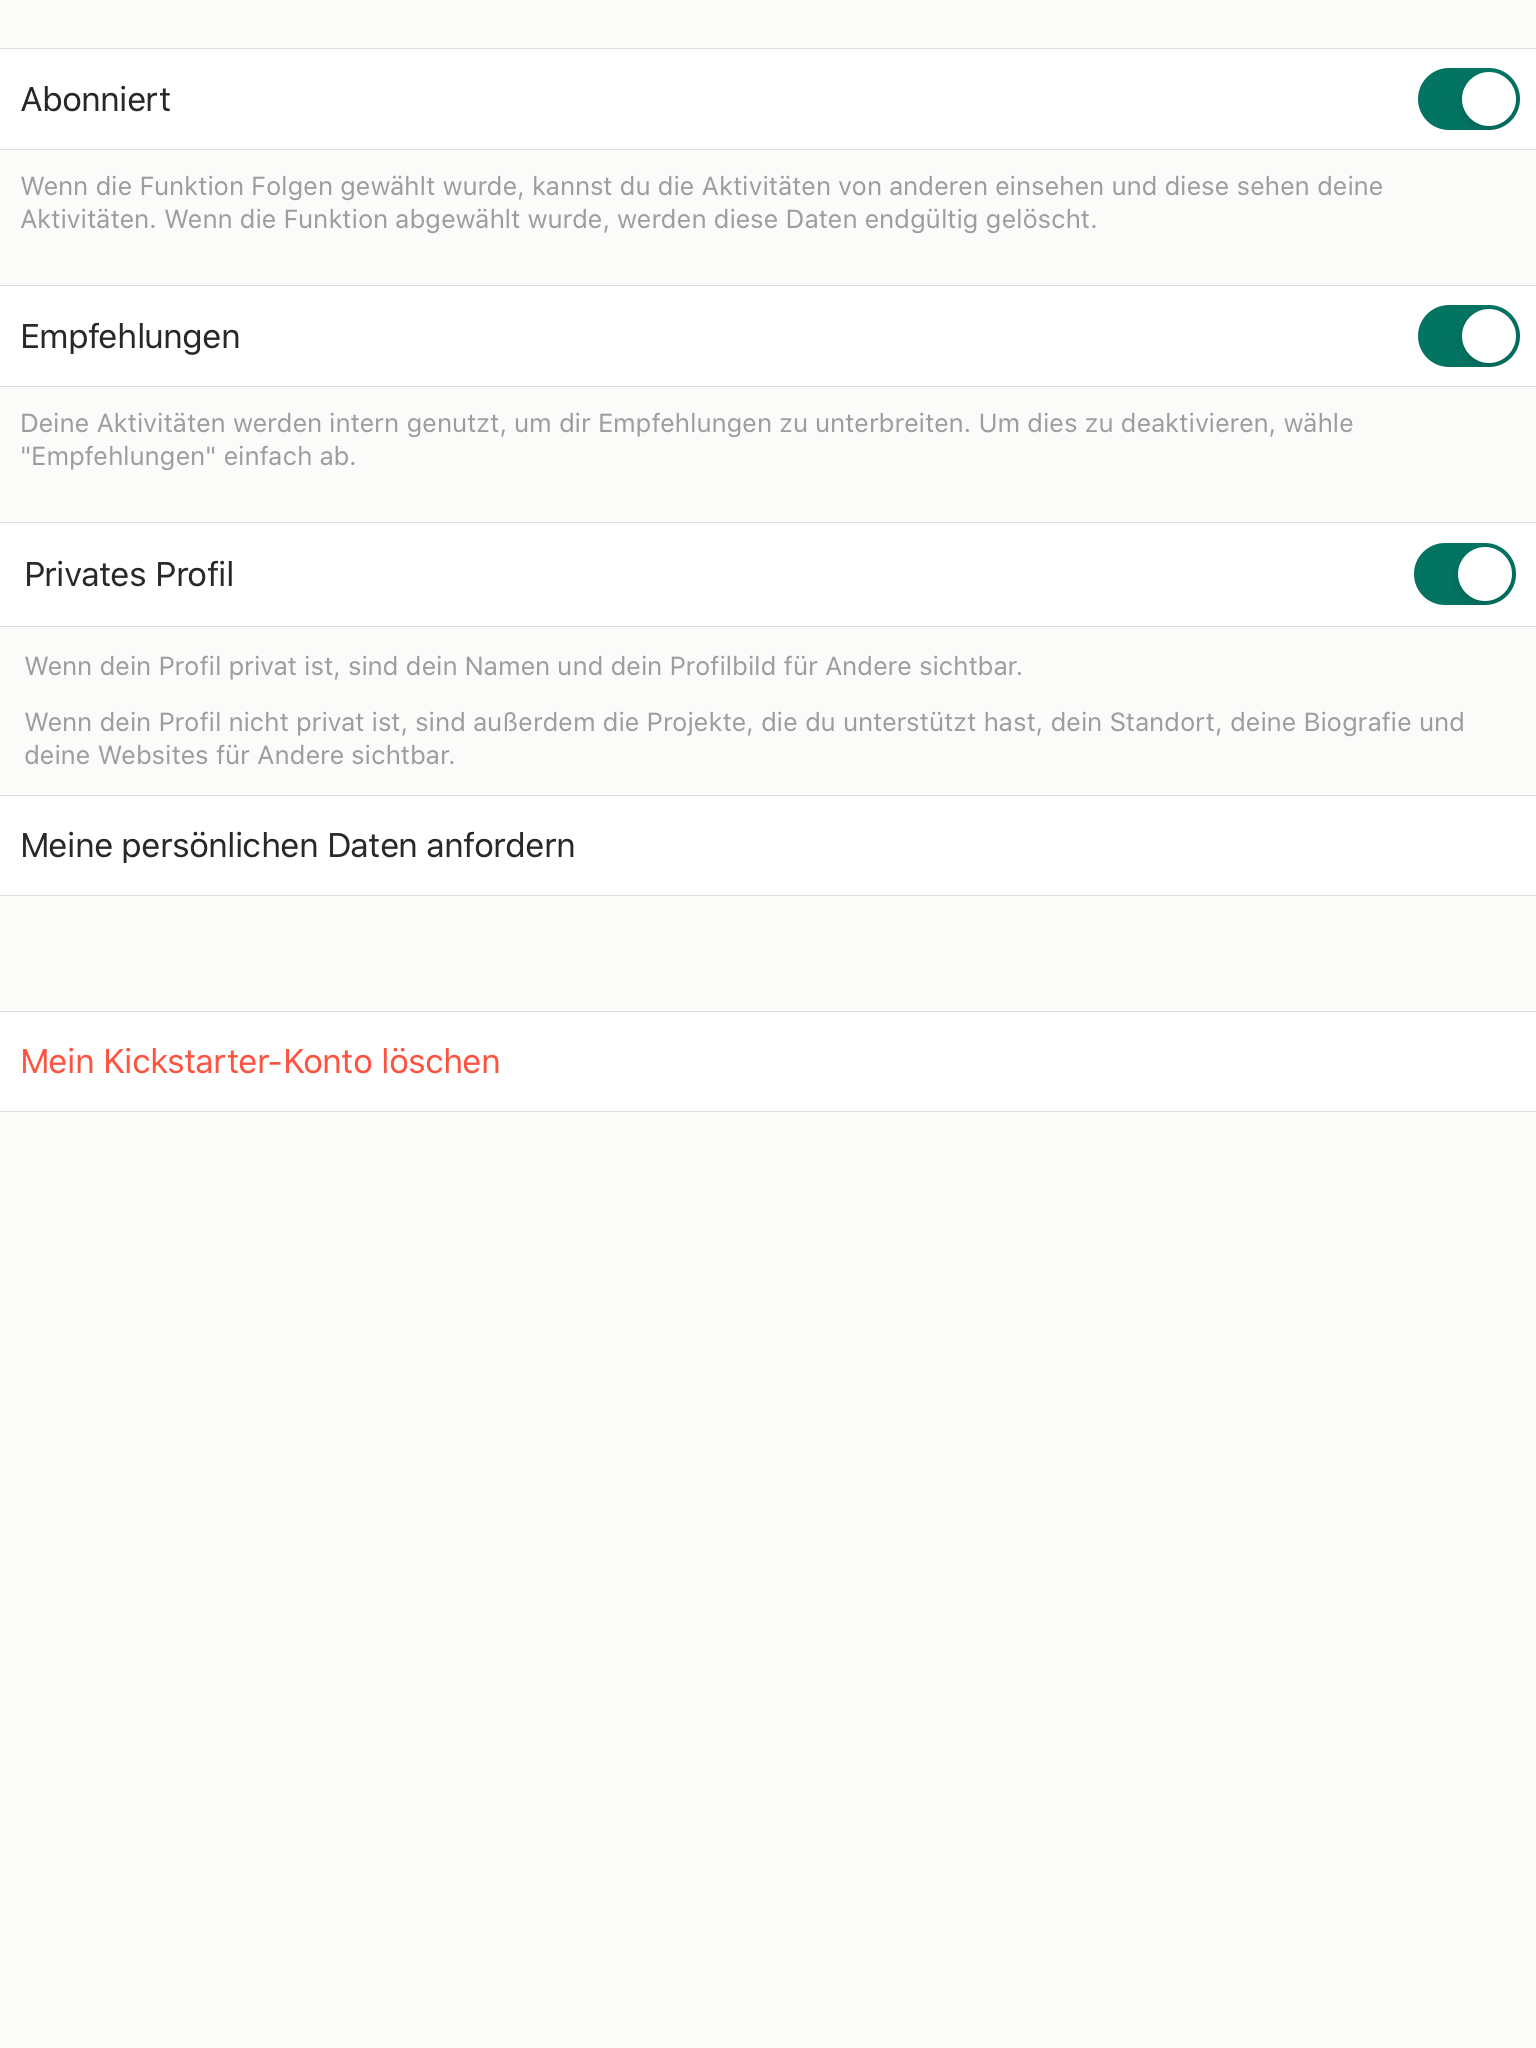 Abonniert
Wenn die Funktion Folgen gewählt wurde, kannst du die Aktivitäten von anderen einsehen und diese sehen deine
Aktivitäten. Wenn die Funktion abgewählt wurde, werden diese Daten endgültig gelöscht.
Empfehlungen
Deine Aktivitäten werden intern genutzt, um dir Empfehlungen zu unterbreiten. Um dies zu deaktivieren, wähle
"Empfehlungen" einfach ab.
Privates Profil
Wenn dein Profil privat ist, sind dein Namen und dein Profilbild für Andere sichtbar.
Wenn dein Profil nicht privat ist, sind außerdem die Projekte, die du unterstützt hast, dein Standort, deine Biografie und
deine Websites für Andere sichtbar.
Meine persönlichen Daten anfordern
Mein Kickstarter-Konto löschen